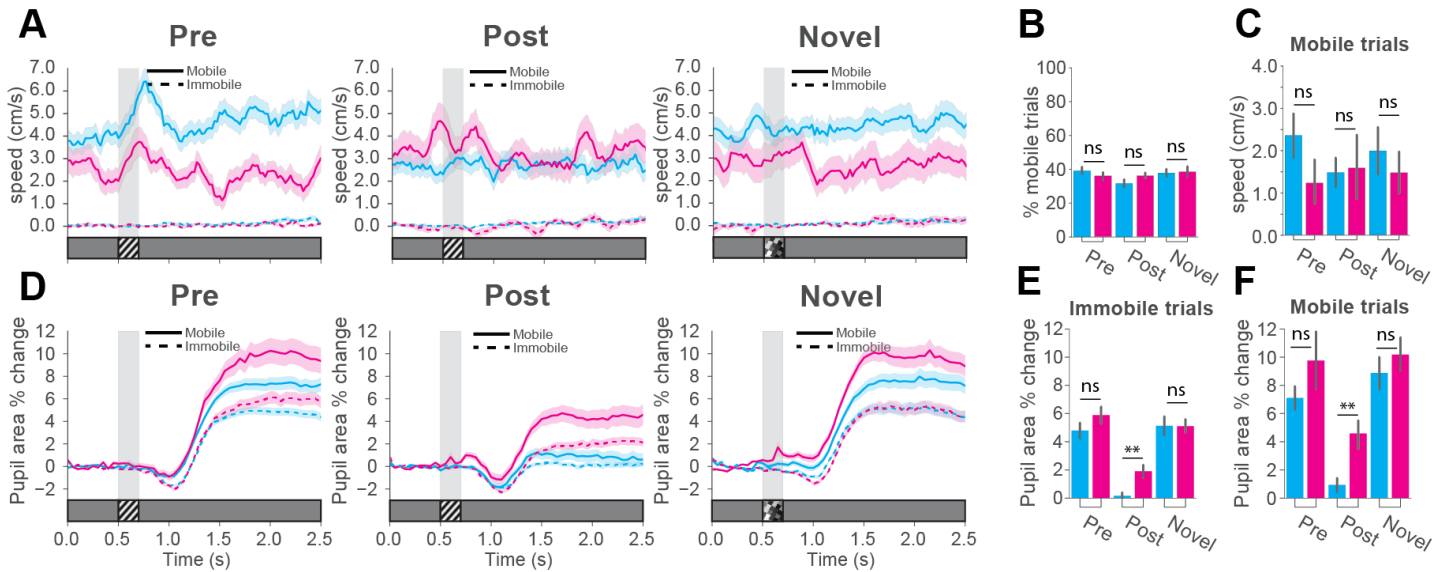 A
Pre
Post
Novel
7.0
6.0
5.0
4.0
3.0
2.0
1.0
0.0
speed (cm/s)
Mobile
Immobile
7.0
6.0
5.0
4.0
3.0
2.0
1.0
0.0
speed (cm/s)
Mobile
Immobile
7.0
6.0
5.0
4.0
3.0
2.0
1.0
0.0
speed (cm/s)
Mobile
Immobile
B
100
80
60
40
20
0
% mobile trials
ns
ns
ns
Pre
Post
Novel
C
Mobile trials
4.0
3.0
2.0
1.0
0.0
speed (cm/s)
ns
ns
ns
Pre
Post
Novel
D
Pre
Post
Novel
12
10
8
6
4
2
0
−2
Pupil area % change
Mobile
Immobile
0.0 0.5 1.0 1.5 2.0 2.5
Time (s)
12
10
8
6
4
2
0
−2
Pupil area % change
Mobile
Immobile
0.0 0.5 1.0 1.5 2.0 2.5
Time (s)
12
10
8
6
4
2
0
−2
Pupil area % change
Mobile
Immobile
0.0 0.5 1.0 1.5 2.0 2.5
Time (s)
E
Immobile trials
12
10
8
6
4
2
0
Pupil area % change
ns
**
ns
Pre
Post
Novel
F
Mobile trials
12
10
8
6
4
2
0
Pupil area % change
ns
**
ns
Pre
Post
Novel